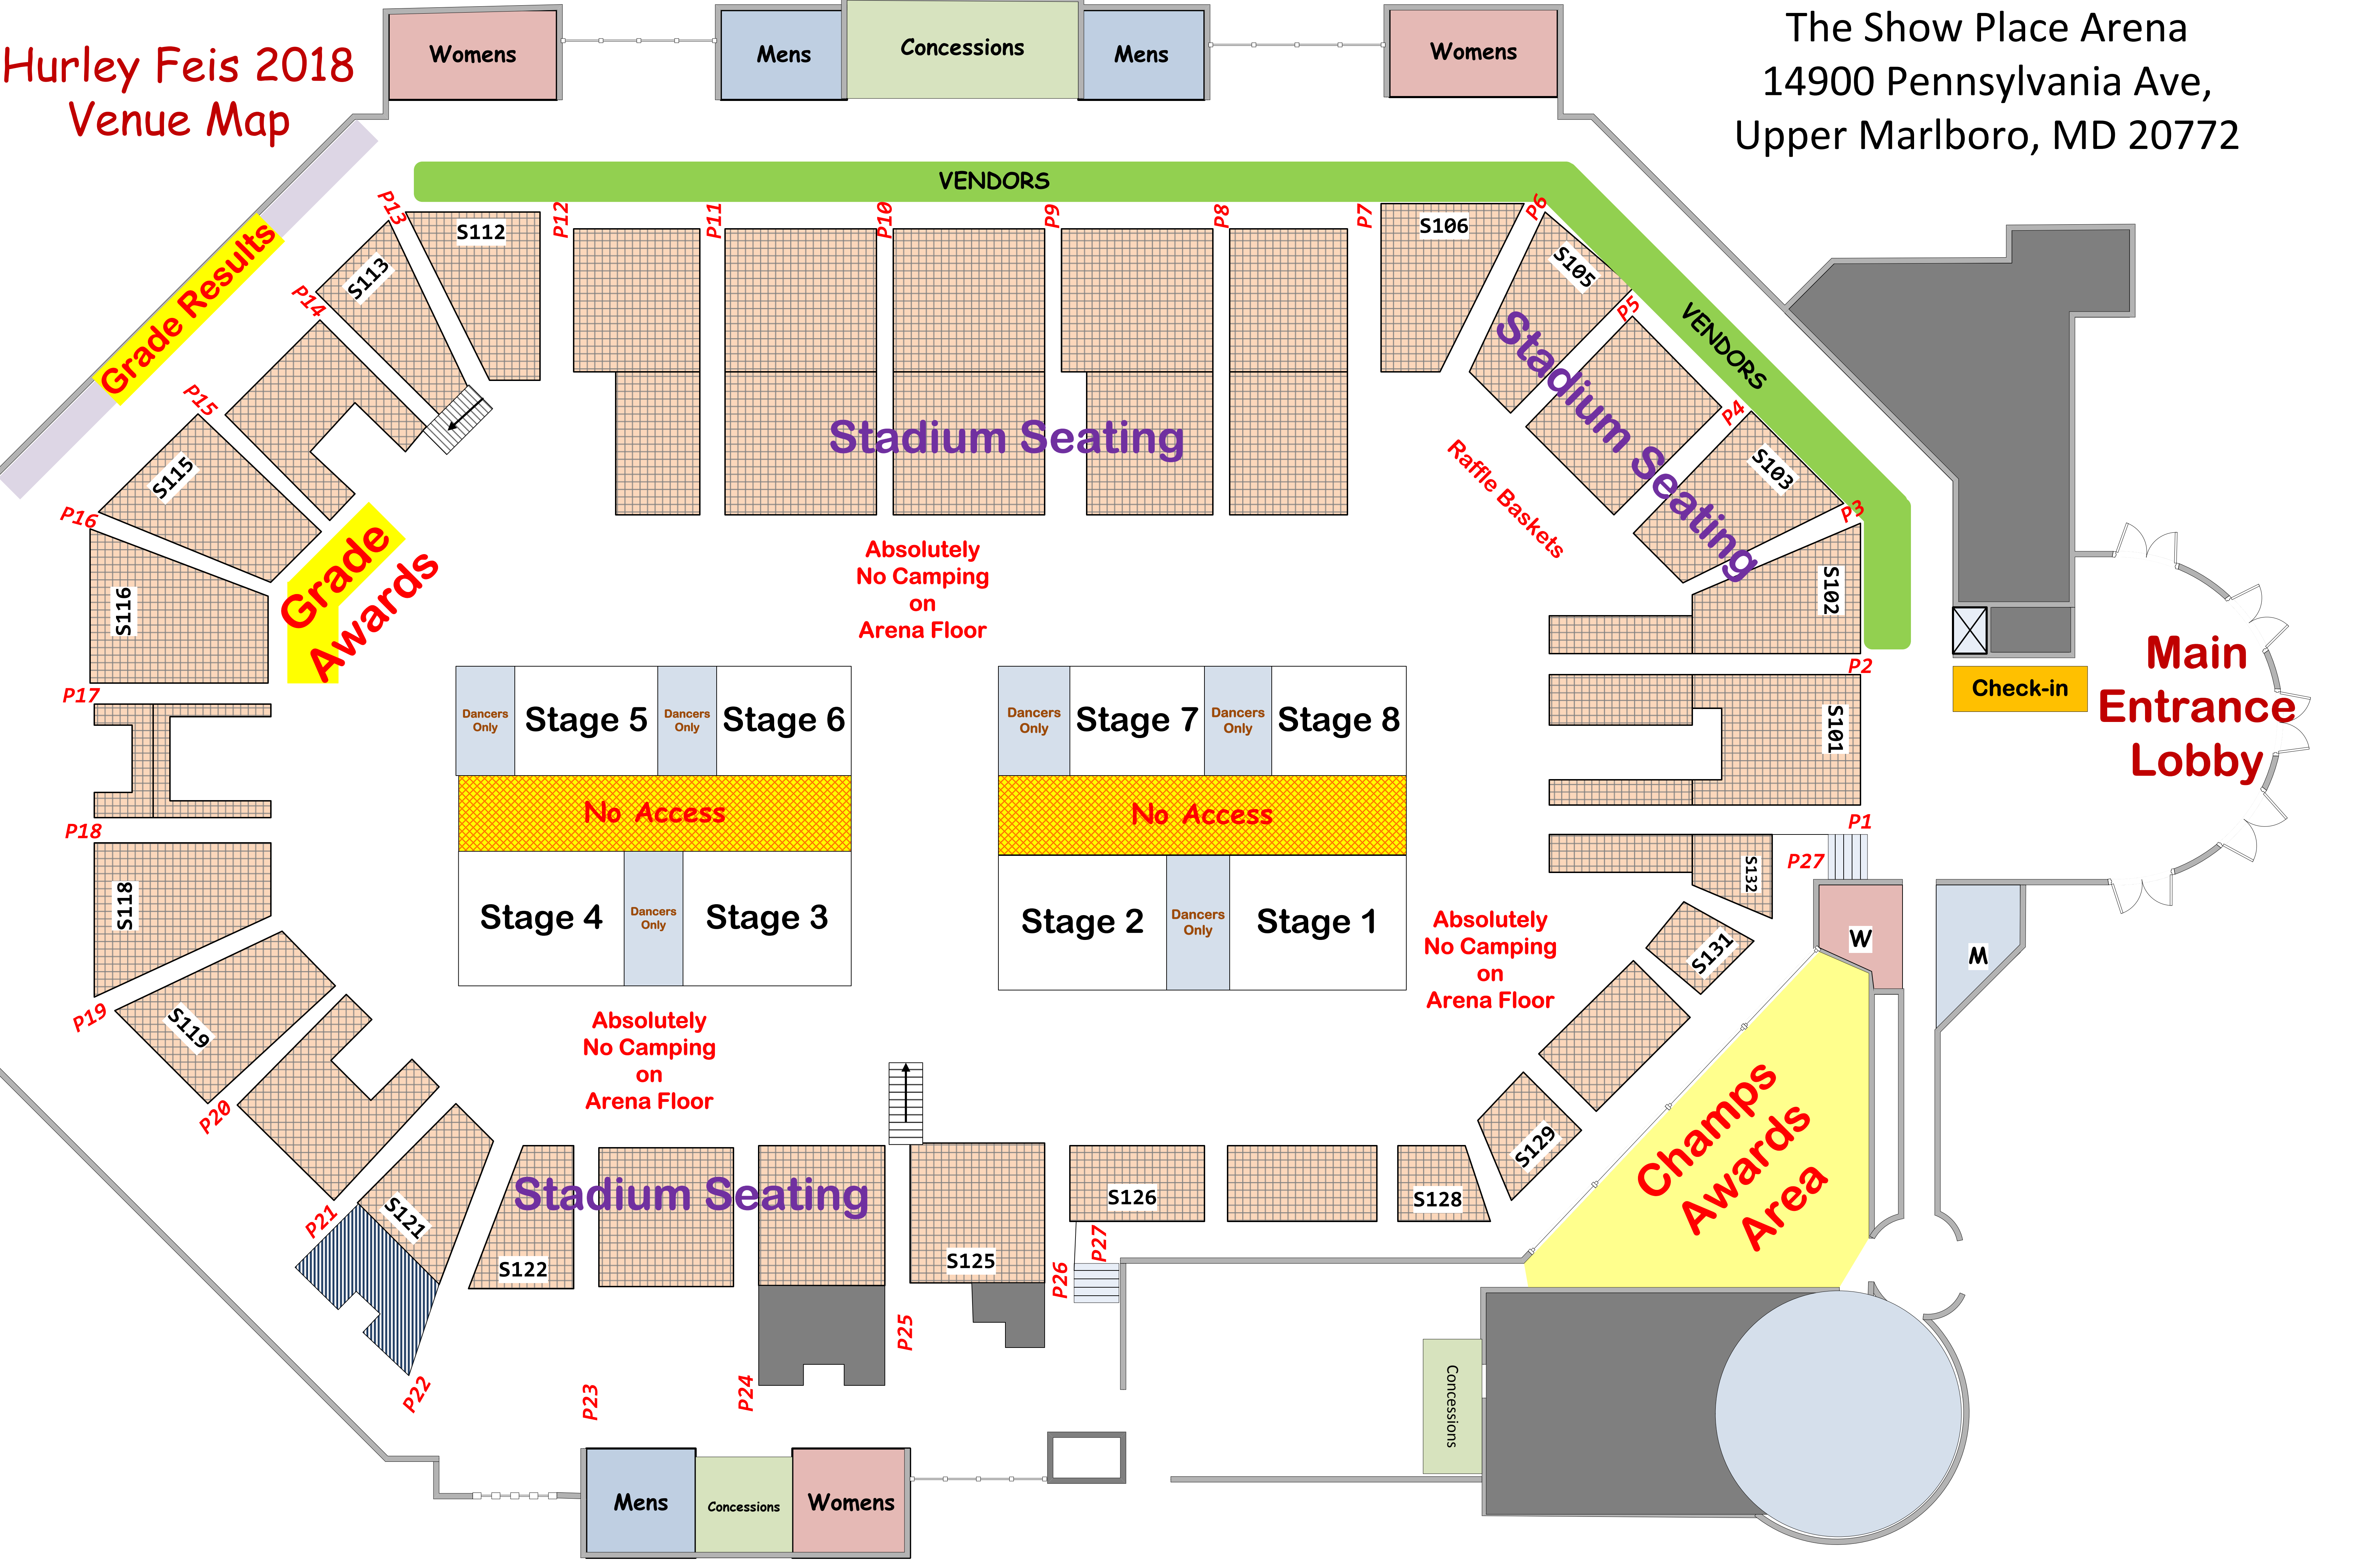 Hurley Feis 2018
Venue Map
The Show Place Arena
14900 Pennsylvania Ave,
Upper Marlboro, MD 20772
Womens
Mens
Concessions
Mens
Womens
VENDORS
VENDORS
Grade Results
P13
P12
P11
P10
P9
P8
P7
P6
P5
P4
P3
P14
P15
P16
S112
S113
S115
S116
S106
S105
S103
S102
Stadium Seating
Stadium Seating
Raffle Baskets
Grade
Awards
Absolutely
No Camping
on
Arena Floor
P2
S101
P1
Check-in
Main
Entrance
Lobby
P17
P18
Dancers
Only
Stage 5
Dancers
Only
Stage 6
No Access
Stage 4
Dancers
Only
Stage 3
Dancers
Only
Stage 7
Dancers
Only
Stage 8
No Access
Stage 2
Dancers
Only
Stage 1
S132
P27
S131
W
M
S118
P19
S119
P20
Absolutely
No Camping
on
Arena Floor
Absolutely
No Camping
on
Arena Floor
P21
S121
P22
Stadium Seating
S122
S125
S126
S128
S129
P27
P26
P25
P24
P23
Champs
Awards
Area
Concessions
Mens
Concessions
Womens